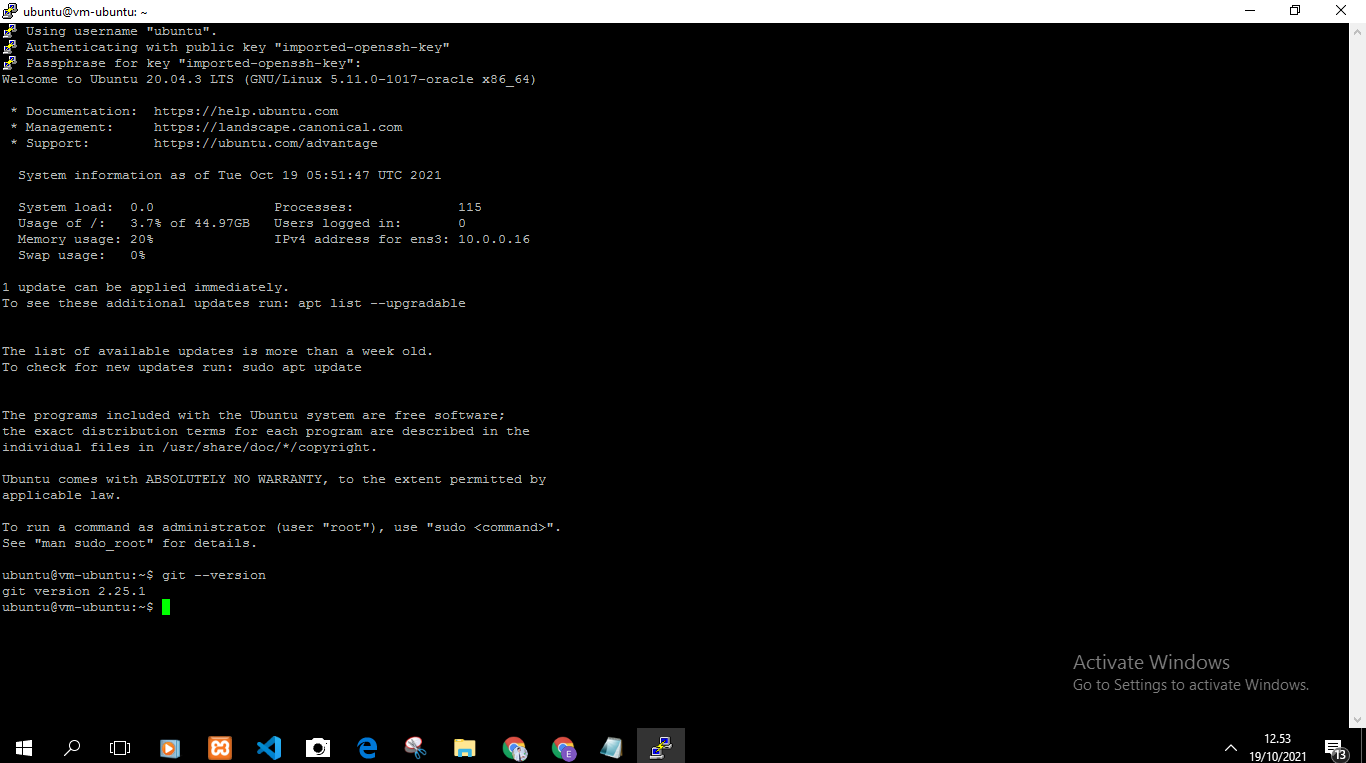 ubuntu@vm-ubuntu: ~
Using username "ubuntu".
Authenticating with public key "imported-openssh-key"
Passphrase for key "imported-openssh-key":
Welcome to Ubuntu 20.04.3 LTS (GNU/Linux 5.11.0-1017-oracle x86_64)
* Documentation:  https://help.ubuntu.com
* Management:     https://landscape.canonical.com
* Support:        https://ubuntu.com/advantage
System information as of Tue Oct 19 05:51:47 UTC 2021
System load:  0.0               Processes:             115
Usage of /:   3.7% of 44.97GB   Users logged in:       0
Memory usage: 20%               IPv4 address for ens3: 10.0.0.16
Swap usage:   0%
1 update can be applied immediately.
To see these additional updates run: apt list --upgradable
The list of available updates is more than a week old.
To check for new updates run: sudo apt update
The programs included with the Ubuntu system are free software;
the exact distribution terms for each program are described in the
individual files in /usr/share/doc/*/copyright.
Ubuntu comes with ABSOLUTELY NO WARRANTY, to the extent permitted by
applicable law.
To run a command as administrator (user "root"), use "sudo <command>".
See "man sudo_root" for details.
ubuntu@vm-ubuntu:~$ git --version
git version 2.25.1
ubuntu@vm-ubuntu:~$
Activate Windows
Go to Settings to activate Windows.
E
12.53
19/10/2021
13